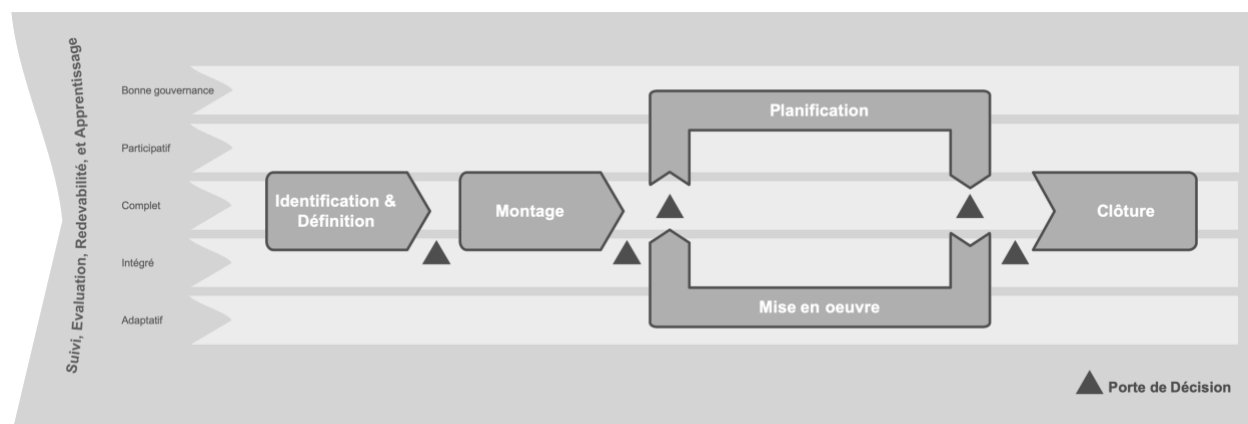 Suivi, Evaluation, Redevabilité, et Apprentissage
Bonne gouvernance
Participatif
Complet
Intégré
Adaptatif
Identification &
Définition
Montage
Planification
Mise en oeuvre
Clôture
Porte de Décision